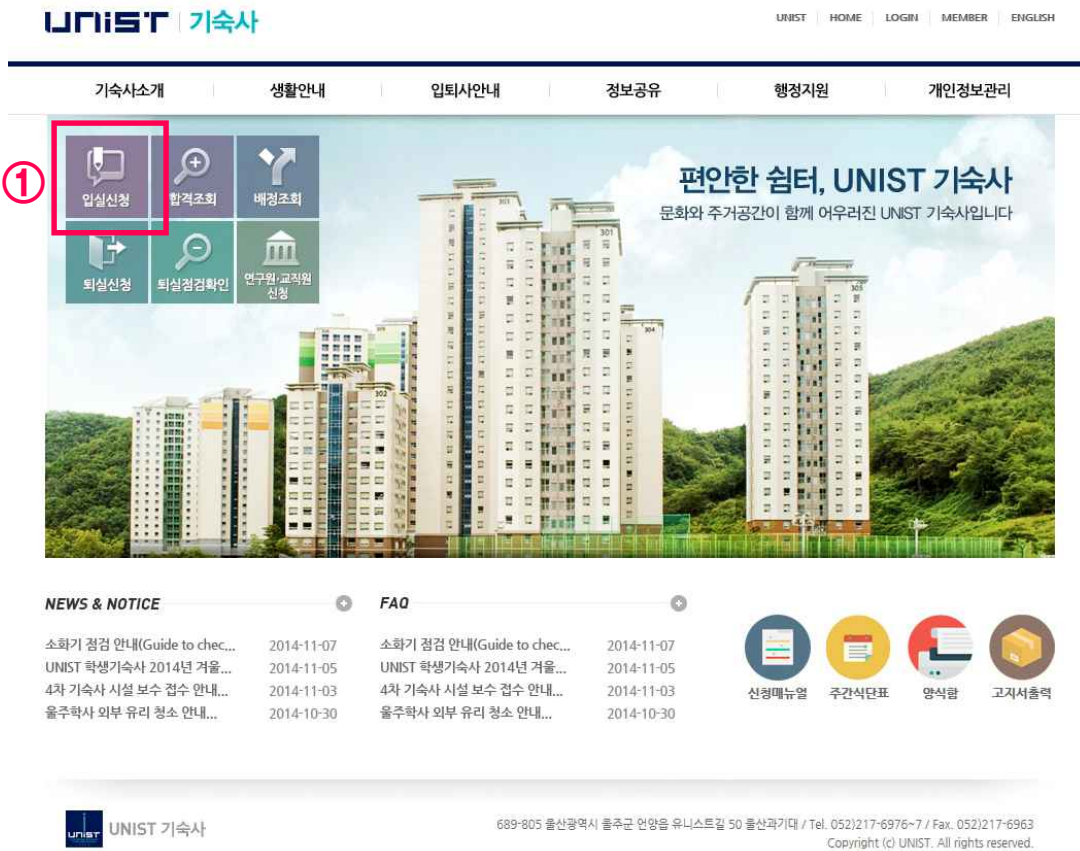 UNIST 기숙사
UNIST HOME LOGIN MEMBER ENGLISH
기숙사소개 생활안내 입퇴사안내 정보공유 행정지원 개인정보관리
①
입실신청 합격조회 배정조회
퇴실신청 퇴실점검확인 연구원·교직원
신청
편안한 쉼터, UNIST 기숙사
문화와 주거공간이 함께 어우러진 UNIST 기숙사입니다
301
302
303
304
305
NEWS & NOTICE
소화기 점검 안내(Guide to chec... 2014-11-07
UNIST 학생기숙사 2014년 겨울... 2014-11-05
4차 기숙사 시설 보수 접수 안내... 2014-11-03
울주학사 외부 유리 청소 안내... 2014-10-30
FAQ
소화기 점검 안내(Guide to chec... 2014-11-07
UNIST 학생기숙사 2014년 겨울... 2014-11-05
4차 기숙사 시설 보수 접수 안내... 2014-11-03
울주학사 외부 유리 청소 안내... 2014-10-30
신청매뉴얼 주간식단표 양식함 고지서출력
UNIST UNIST 기숙사
689-805 울산광역시 울주군 언양읍 유니스트길 50 울산과기대 / Tel. 052)217-6976~7 / Fax. 052)217-6963
Copyright (c) UNIST. All rights reserved.